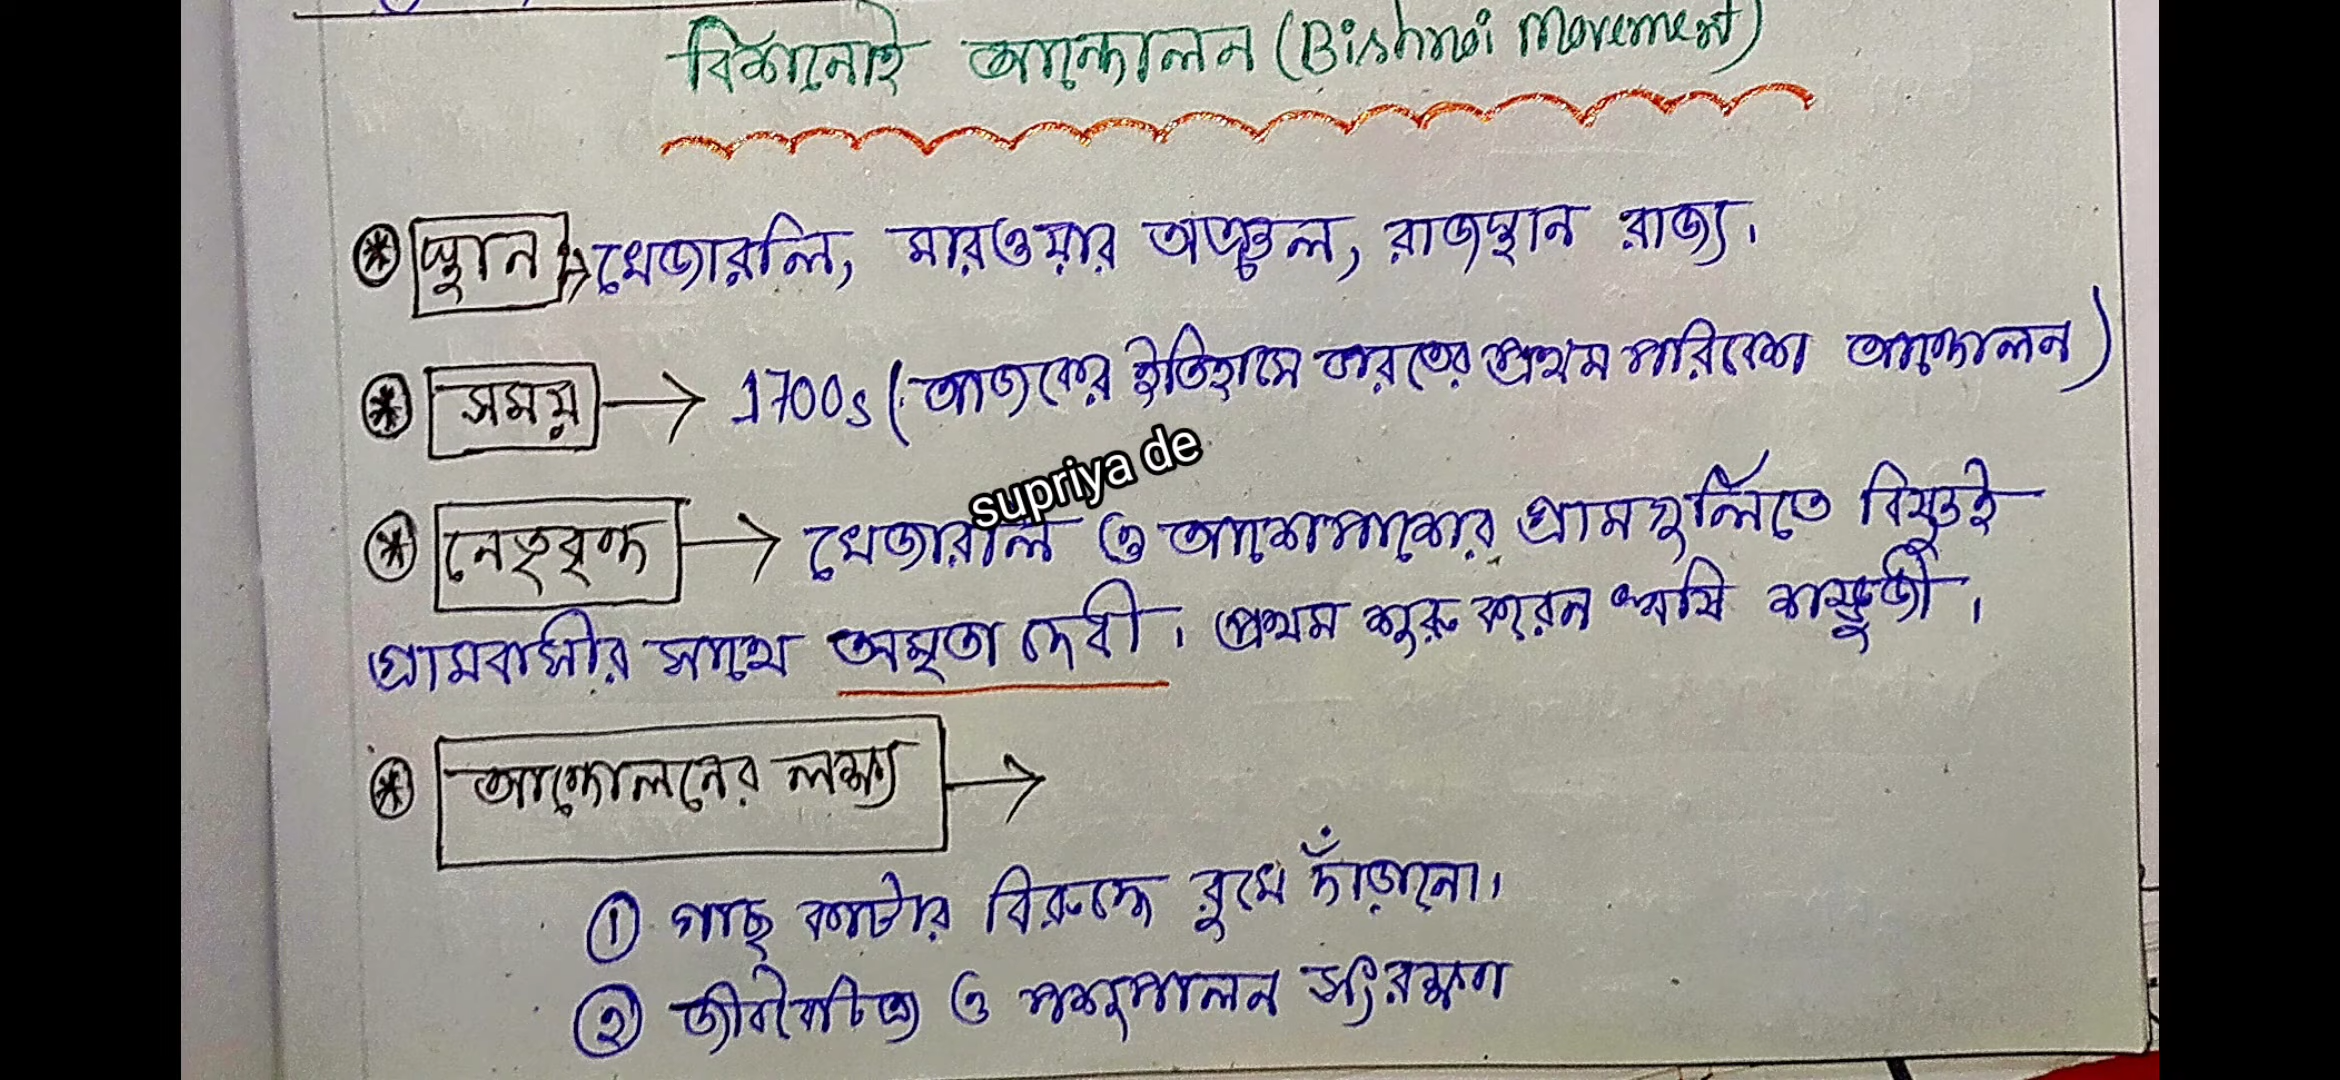 বিশনোই আন্দোলন (Bishnoi Movement)
স্থান খেজারলি, মারওয়ার অঞ্চল, রাজস্থান রাজ্য।
সময় → 1700s (আজকের ইতিহাসে ভারতের প্রথম পরিবেশ আন্দোলন)
supriya de
নেতৃবৃন্দ → খেজারলি ও আশেপাশের গ্রামগুলিতে বিষ্ণুই
গ্রামবাসীর সাথে অমৃতা দেবী। প্রথম শুরু করেন ঋষি শম্ভুজী।
আন্দোলনের লক্ষ্য →
① গাছ কাটার বিরুদ্ধে রুখে দাঁড়ানো।
② জীববৈচিত্র ও পশুপালন সংরক্ষণ